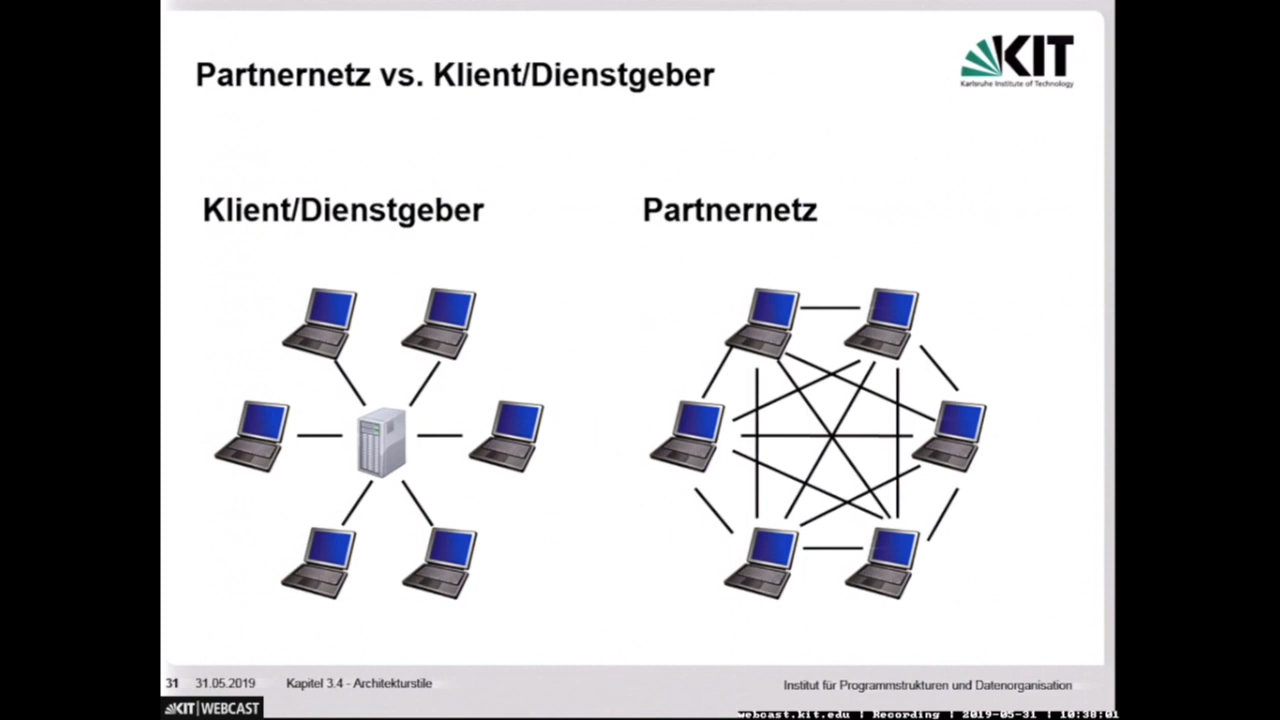 Partnernetz vs. Klient/Dienstgeber
KIT
Karlsruhe Institute of Technology
Klient/Dienstgeber
Partnernetz
31 31.05.2019 Kapitel 3.4 - Architekturstile
Institut für Programmstrukturen und Datenorganisation
KIT | WEBCAST
webcast.kit.edu | Recording | 2019-05-31 | 10:38:01